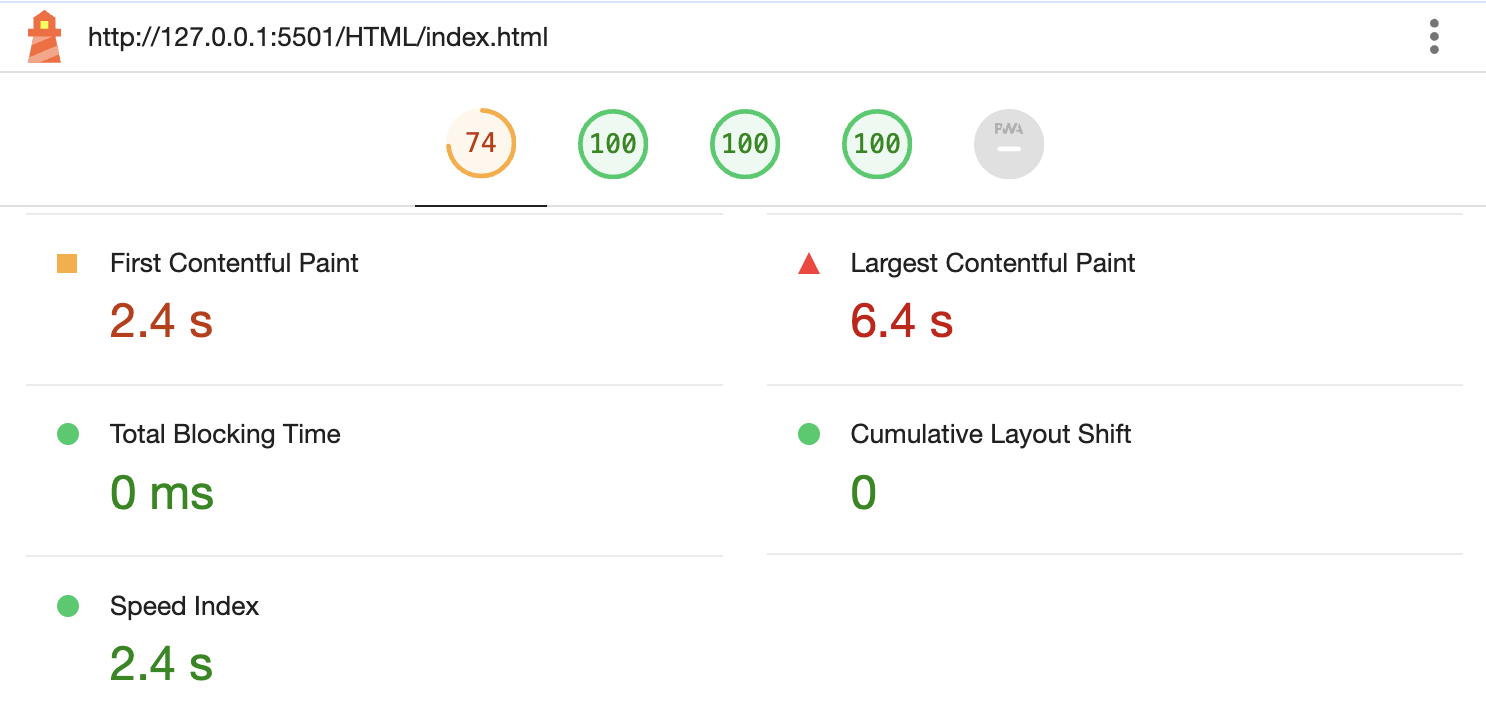 http://127.0.0.1:5501/HTML/index.html
74 100 100 100 PWA
First Contentful Paint
2.4 s
Largest Contentful Paint
6.4 s
Total Blocking Time
0 ms
Cumulative Layout Shift
0
Speed Index
2.4 s